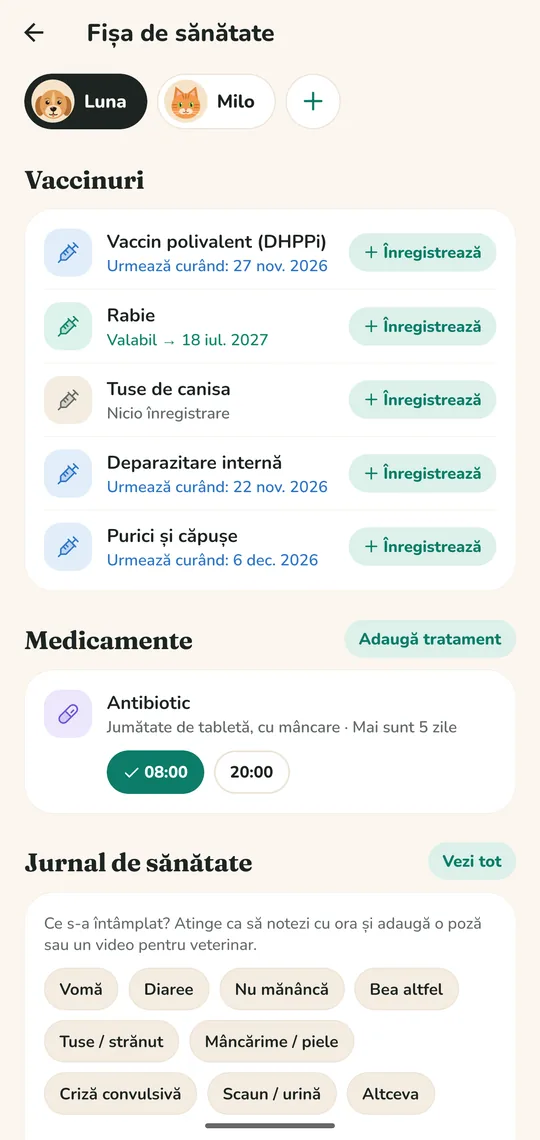 Fișa de sănătate
Luna
Milo
Vaccinuri
Vaccin polivalent (DHPPi)
Urmează curând: 27 nov. 2026
+ Înregistrează
Rabie
Valabil → 18 iul. 2027
+ Înregistrează
Tuse de canisa
Nicio înregistrare
+ Înregistrează
Deparazitare internă
Urmează curând: 22 nov. 2026
+ Înregistrează
Purici și căpușe
Urmează curând: 6 dec. 2026
+ Înregistrează
Medicamente
Adaugă tratament
Antibiotic
Jumătate de tabletă, cu mâncare · Mai sunt 5 zile
✓ 08:00
20:00
Jurnal de sănătate
Vezi tot
Ce s-a întâmplat? Atinge ca să notezi cu ora și adaugă o poză
sau un video pentru veterinar.
Vomă
Diaree
Nu mănâncă
Bea altfel
Tuse / strănut
Mâncărime / piele
Criză convulsivă
Scaun / urină
Altceva